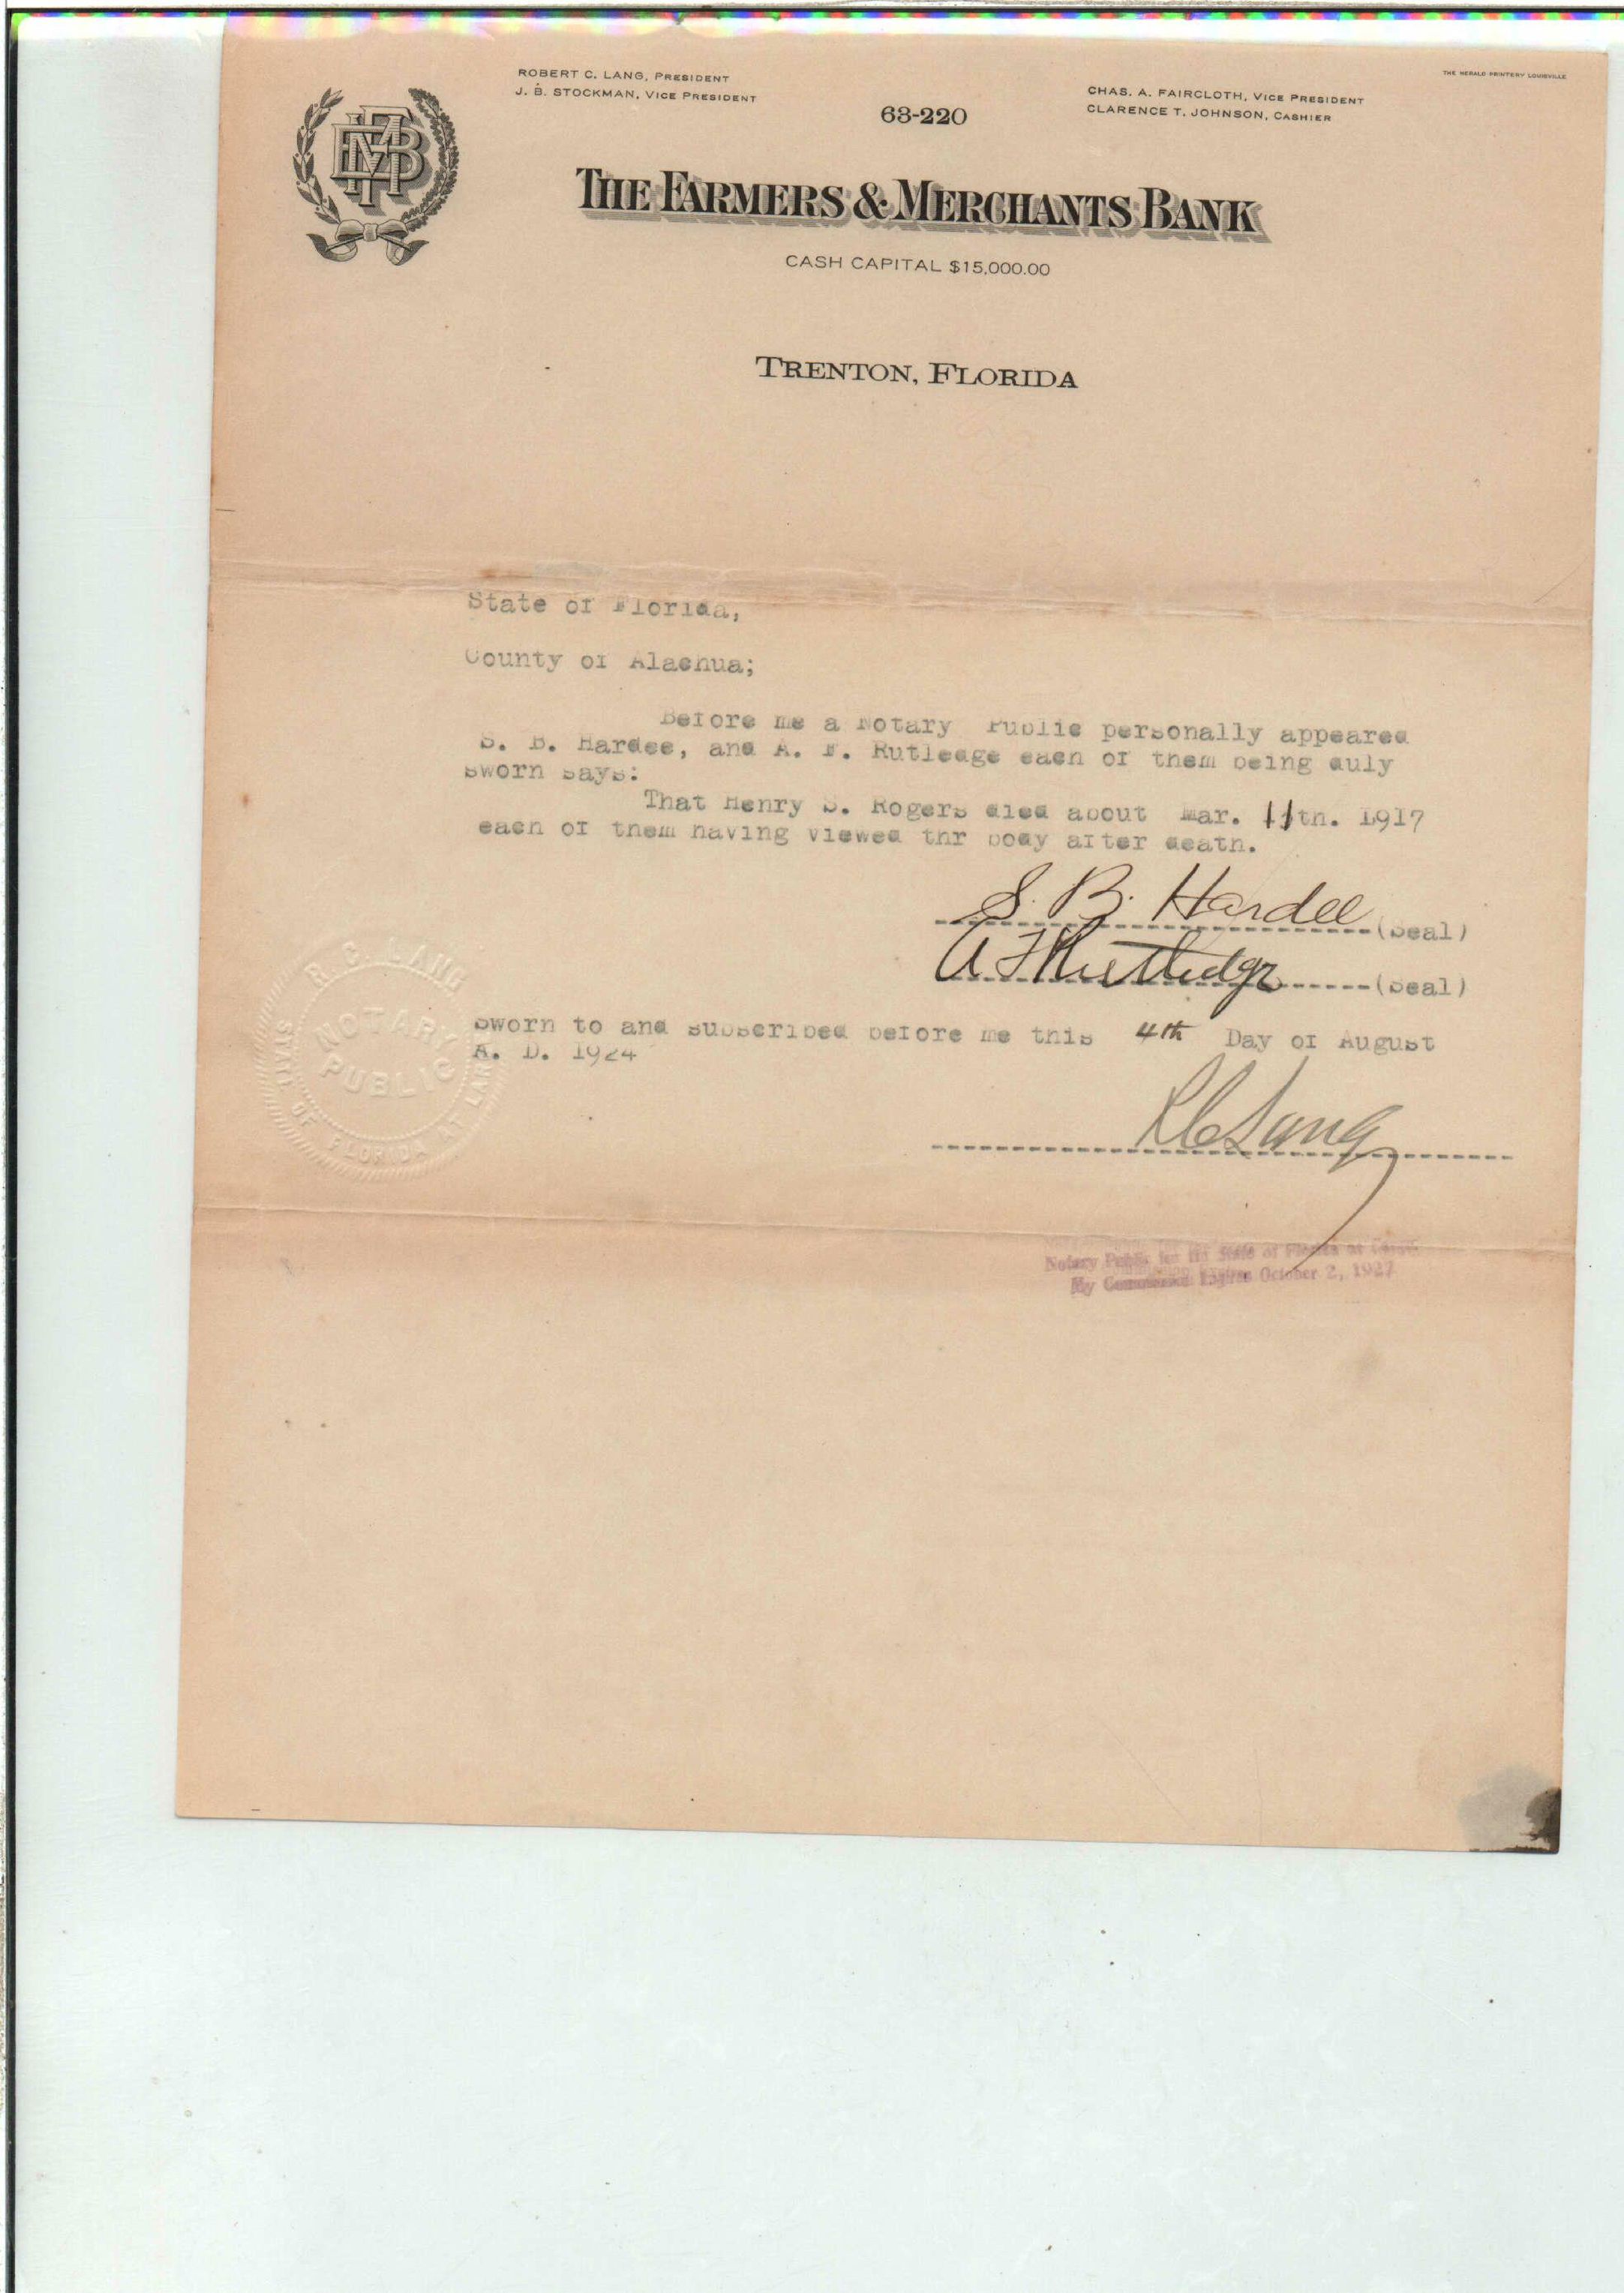 THE HERALD PRINTERY LOUISVILLE
ROBERT C. LANG, PRESIDENT
J. B. STOCKMAN, VICE PRESIDENT
63-220
CHAS. A. FAIRCLOTH, VICE PRESIDENT
CLARENCE T. JOHNSON, CASHIER
FMB
THE FARMERS & MERCHANTS BANK
CASH CAPITAL $15,000.00
TRENTON, FLORIDA
State of Florida,
County of Alachua;
Before me a Notary Public personally appeared
S. B. Hardee, and A. F. Rutledge each of them being duly
sworn says:
That Henry S. Rogers died about Mar. 11th. 1917
each of them having viewed thr body after death.
S. B. Hardee (Seal)
A F Rutledge (Seal)
Sworn to and subscribed before me this 4th Day of August
A. D. 1924
R C Lang
R. C. LANG
NOTARY
PUBLIC
STATE OF FLORIDA AT LARGE
Notary Public for the State of Florida at Large
My Commission Expires October 2, 1927